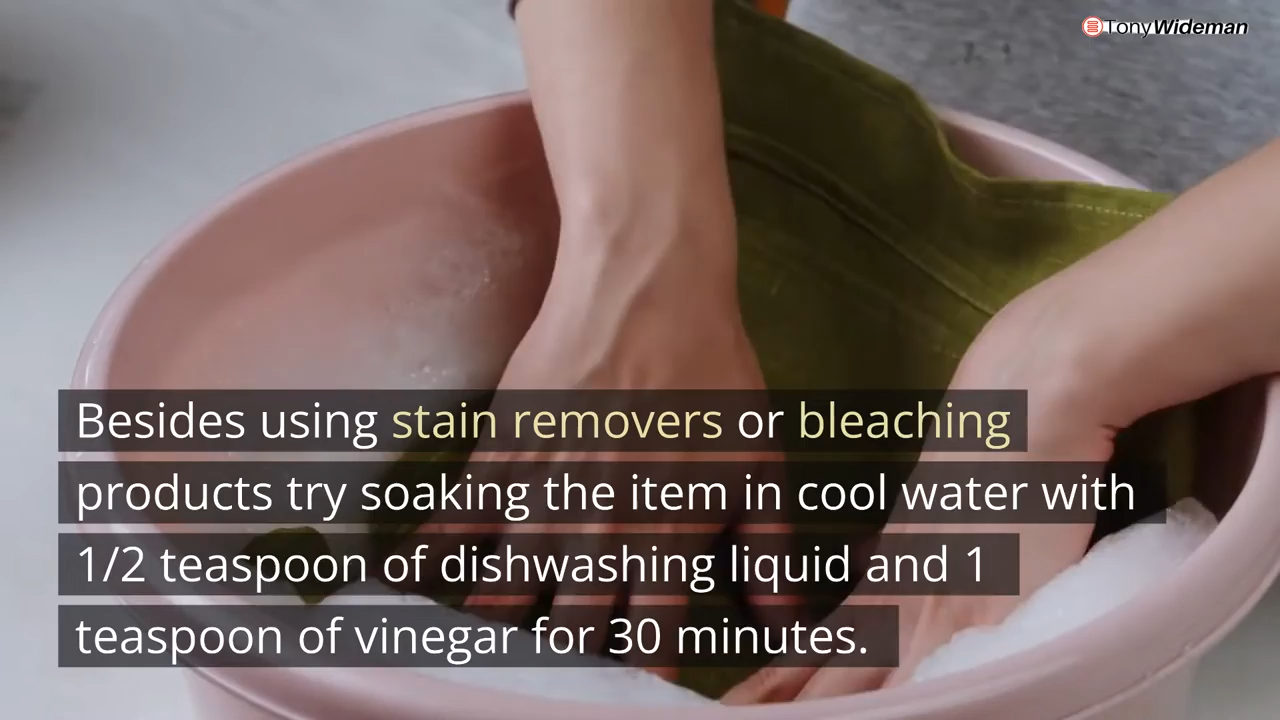 TonyWideman
Besides using stain removers or bleaching
products try soaking the item in cool water with
1/2 teaspoon of dishwashing liquid and 1
teaspoon of vinegar for 30 minutes.